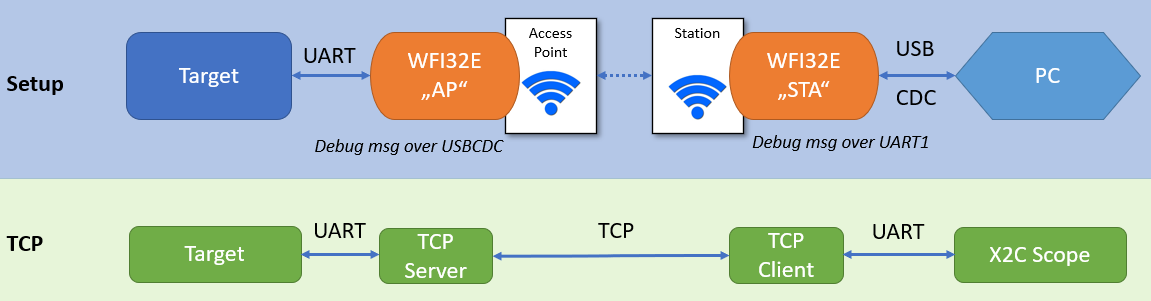 Setup
Target
UART
WFI32E
„AP“
Access
Point
Station
WFI32E
„STA“
USB
CDC
PC
Debug msg over USBCDC
Debug msg over UART1
TCP
Target
UART
TCP
Server
TCP
TCP
Client
UART
X2C Scope